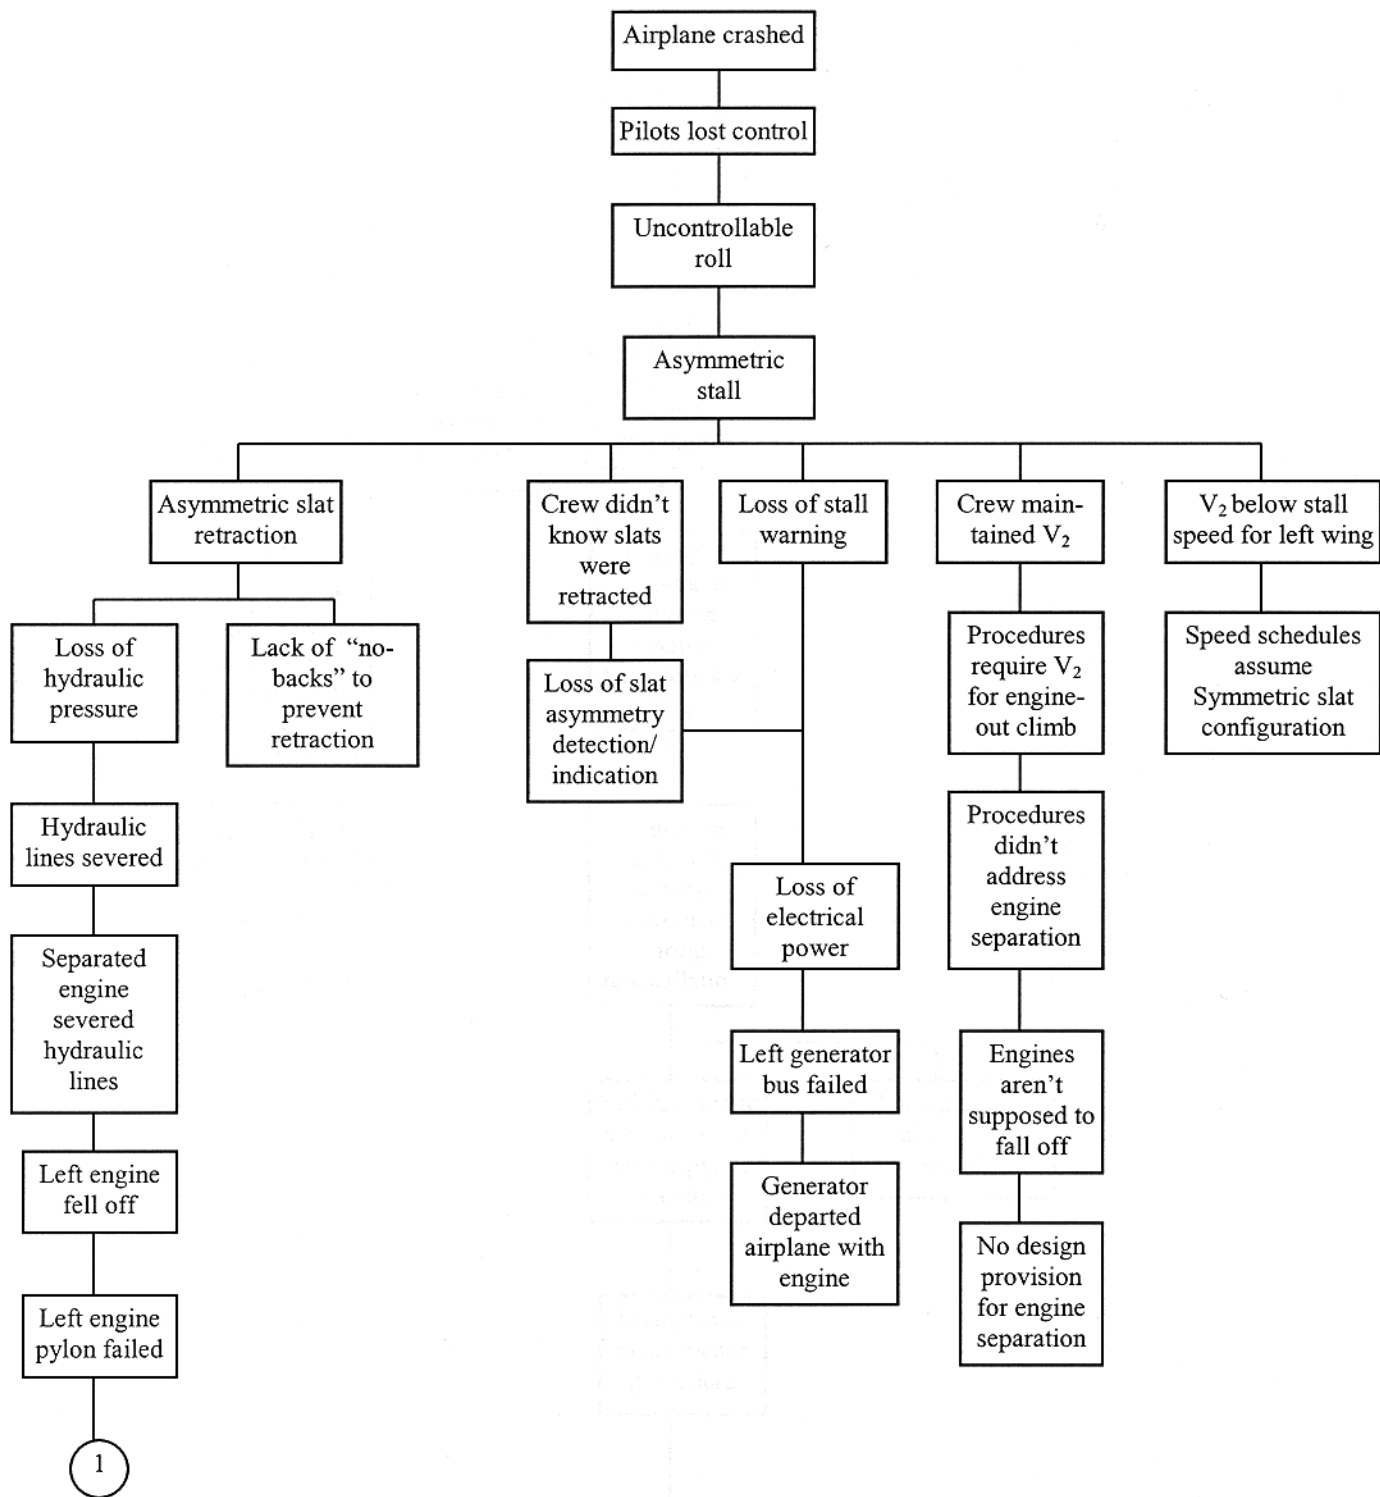 Airplane crashed
Pilots lost control
Uncontrollable
roll
Asymmetric
stall
Asymmetric slat
retraction
Crew didn't
know slats
were
retracted
Loss of stall
warning
Crew main-
tained V₂
V₂ below stall
speed for left wing
Loss of
hydraulic
pressure
Lack of “no-
backs” to
prevent
retraction
Loss of slat
asymmetry
detection/
indication
Procedures
require V₂
for engine-
out climb
Speed schedules
assume
Symmetric slat
configuration
Hydraulic
lines severed
Loss of
electrical
power
Procedures
didn't
address
engine
separation
Separated
engine
severed
hydraulic
lines
Left generator
bus failed
Engines
aren't
supposed to
fall off
Left engine
fell off
Generator
departed
airplane with
engine
No design
provision
for engine
separation
Left engine
pylon failed
1